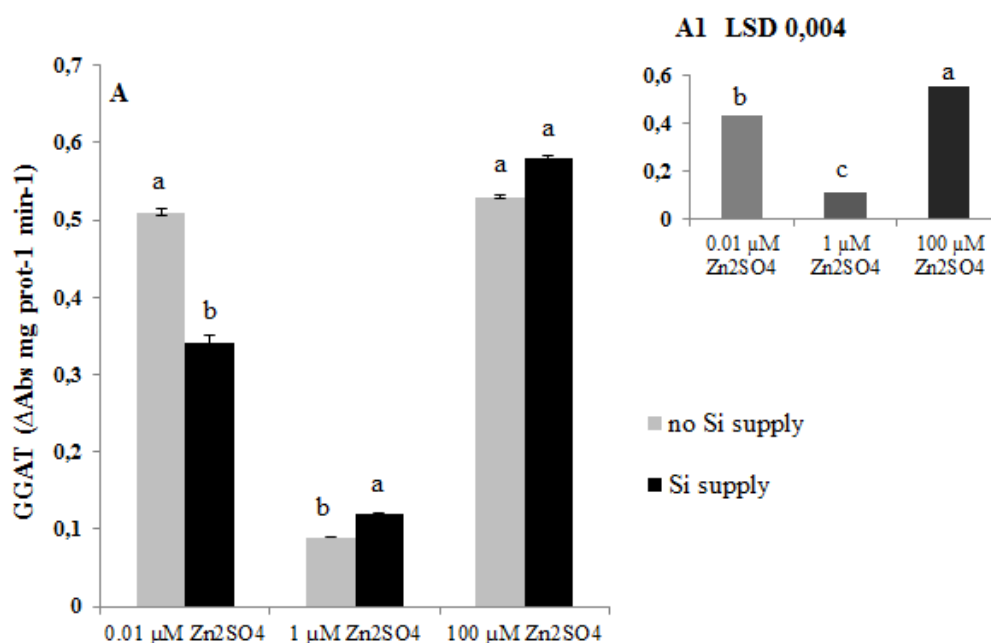 A1 LSD 0,004
0,6
0,4
0,2
0
b
c
a
0.01 µM Zn2SO4
1 µM Zn2SO4
100 µM Zn2SO4
A
GGAT (ΔAbs mg prot-1 min-1)
0,7
0,6
0,5
0,4
0,3
0,2
0,1
0
a
b
b
a
a
a
0.01 µM Zn2SO4
1 µM Zn2SO4
100 µM Zn2SO4
no Si supply
Si supply